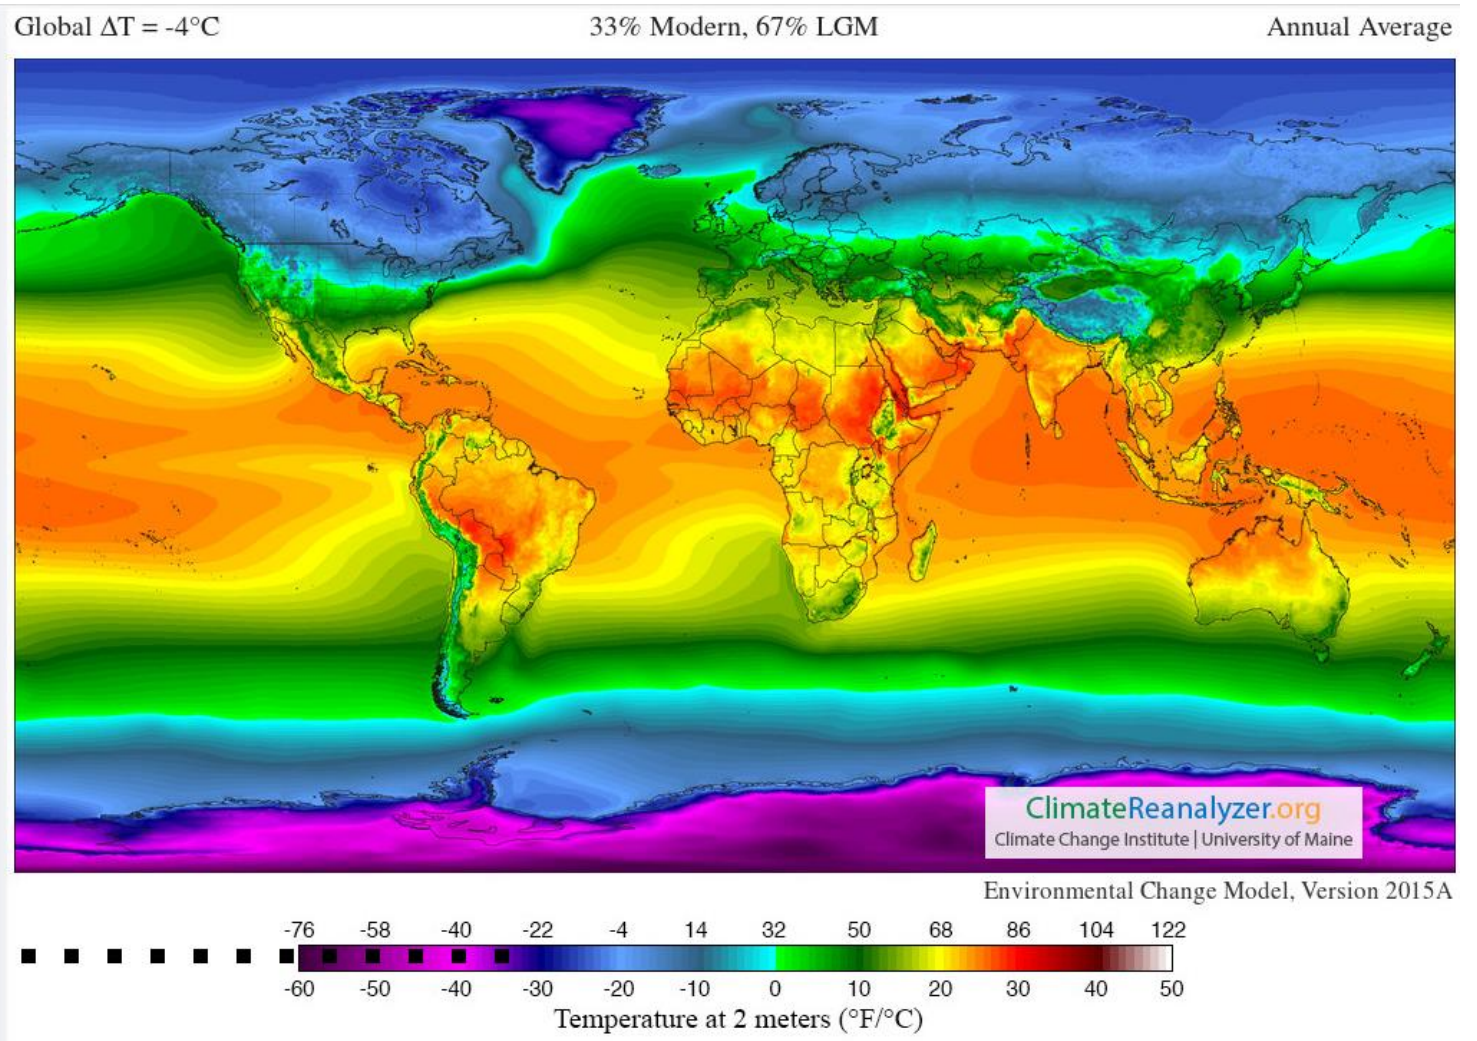 Global ΔT = -4°C 33% Modern, 67% LGM Annual Average
ClimateReanalyzer.org
Climate Change Institute | University of Maine
Environmental Change Model, Version 2015A
-76 -58 -40 -22 -4 14 32 50 68 86 104 122
-60 -50 -40 -30 -20 -10 0 10 20 30 40 50
Temperature at 2 meters (°F/°C)